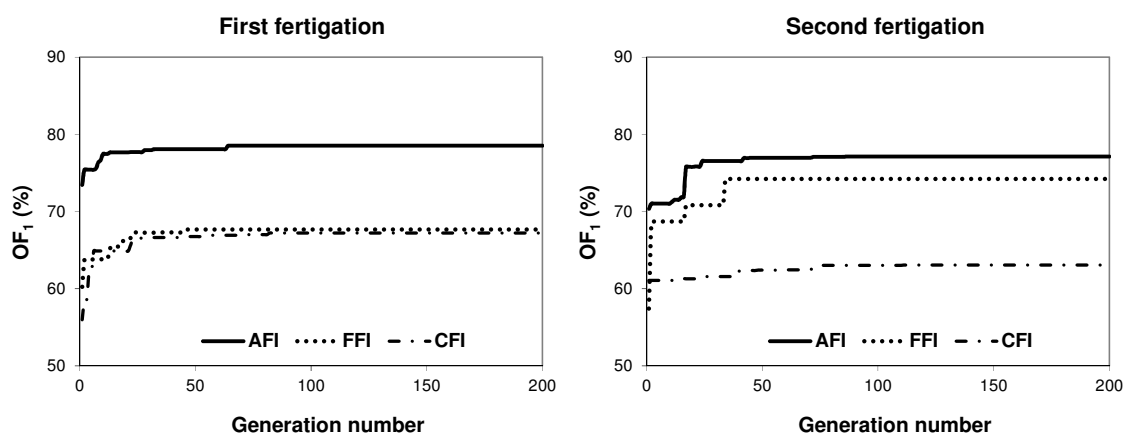 First fertigation
90
80
70
60
50
OF₁ (%)
AFI FFI CFI
0 50 100 150 200
Generation number
Second fertigation
90
80
70
60
50
OF₁ (%)
AFI FFI CFI
0 50 100 150 200
Generation number